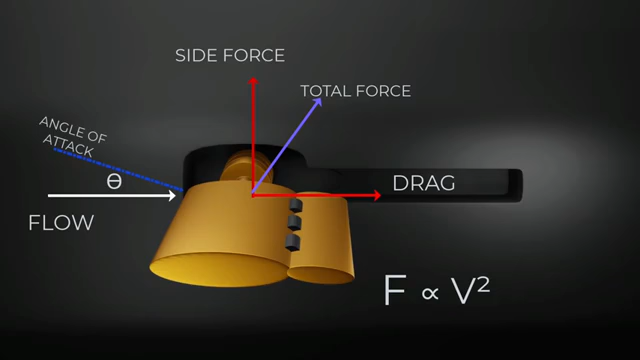 SIDE FORCE
TOTAL FORCE
ANGLE OF
ATTACK
Θ
DRAG
FLOW
F ∝ V²